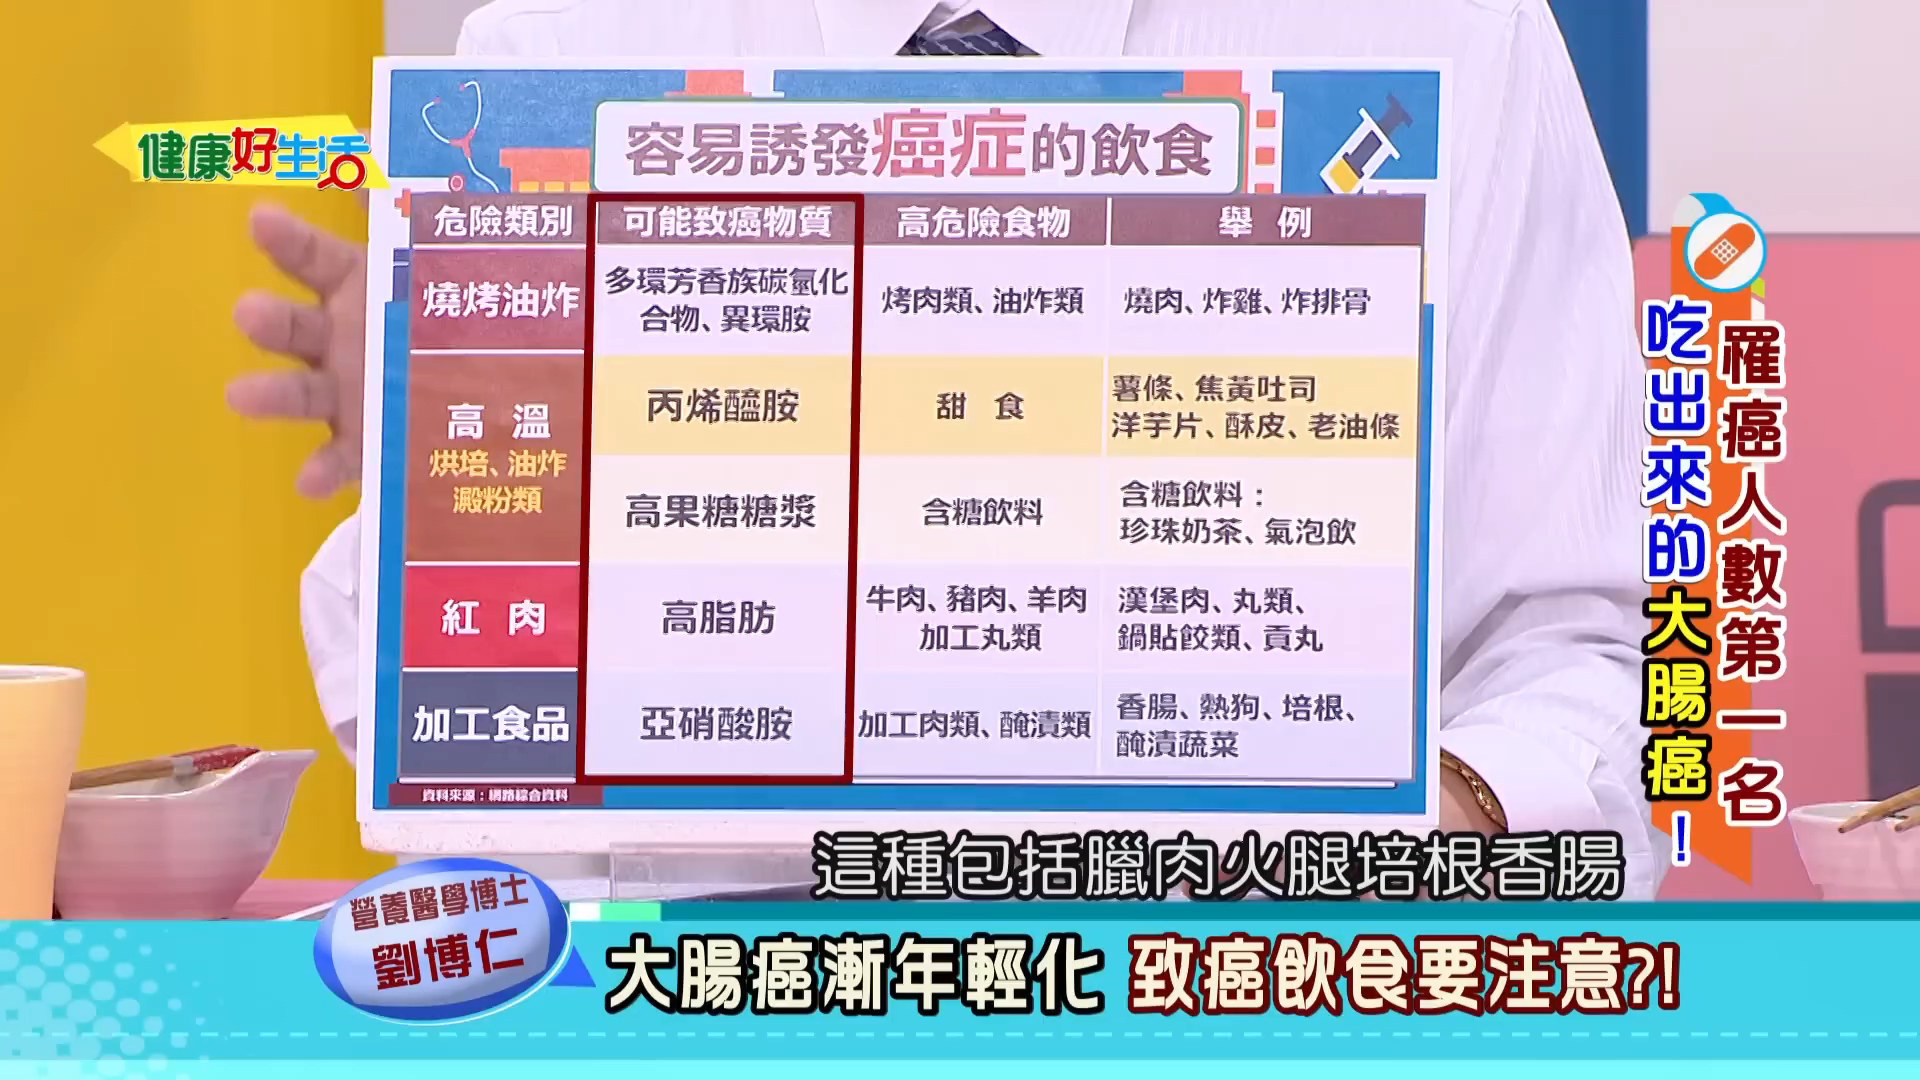 健康好生活
容易誘發癌症的飲食
危險類別
可能致癌物質
高危險食物
舉 例
燒烤油炸
多環芳香族碳氫化
合物、異環胺
烤肉類、油炸類
燒肉、炸雞、炸排骨
高 溫
烘培、油炸
澱粉類
丙烯醯胺
甜 食
薯條、焦黃吐司
洋芋片、酥皮、老油條
高果糖糖漿
含糖飲料
含糖飲料：
珍珠奶茶、氣泡飲
紅 肉
高脂肪
牛肉、豬肉、羊肉
加工丸類
漢堡肉、丸類、
鍋貼餃類、貢丸
加工食品
亞硝酸胺
加工肉類、醃漬類
香腸、熱狗、培根、
醃漬蔬菜
資料來源：網路綜合資料
罹癌人數第一名
吃出來的大腸癌！
這種包括臘肉火腿培根香腸
營養醫學博士
劉博仁
大腸癌漸年輕化 致癌飲食要注意?!